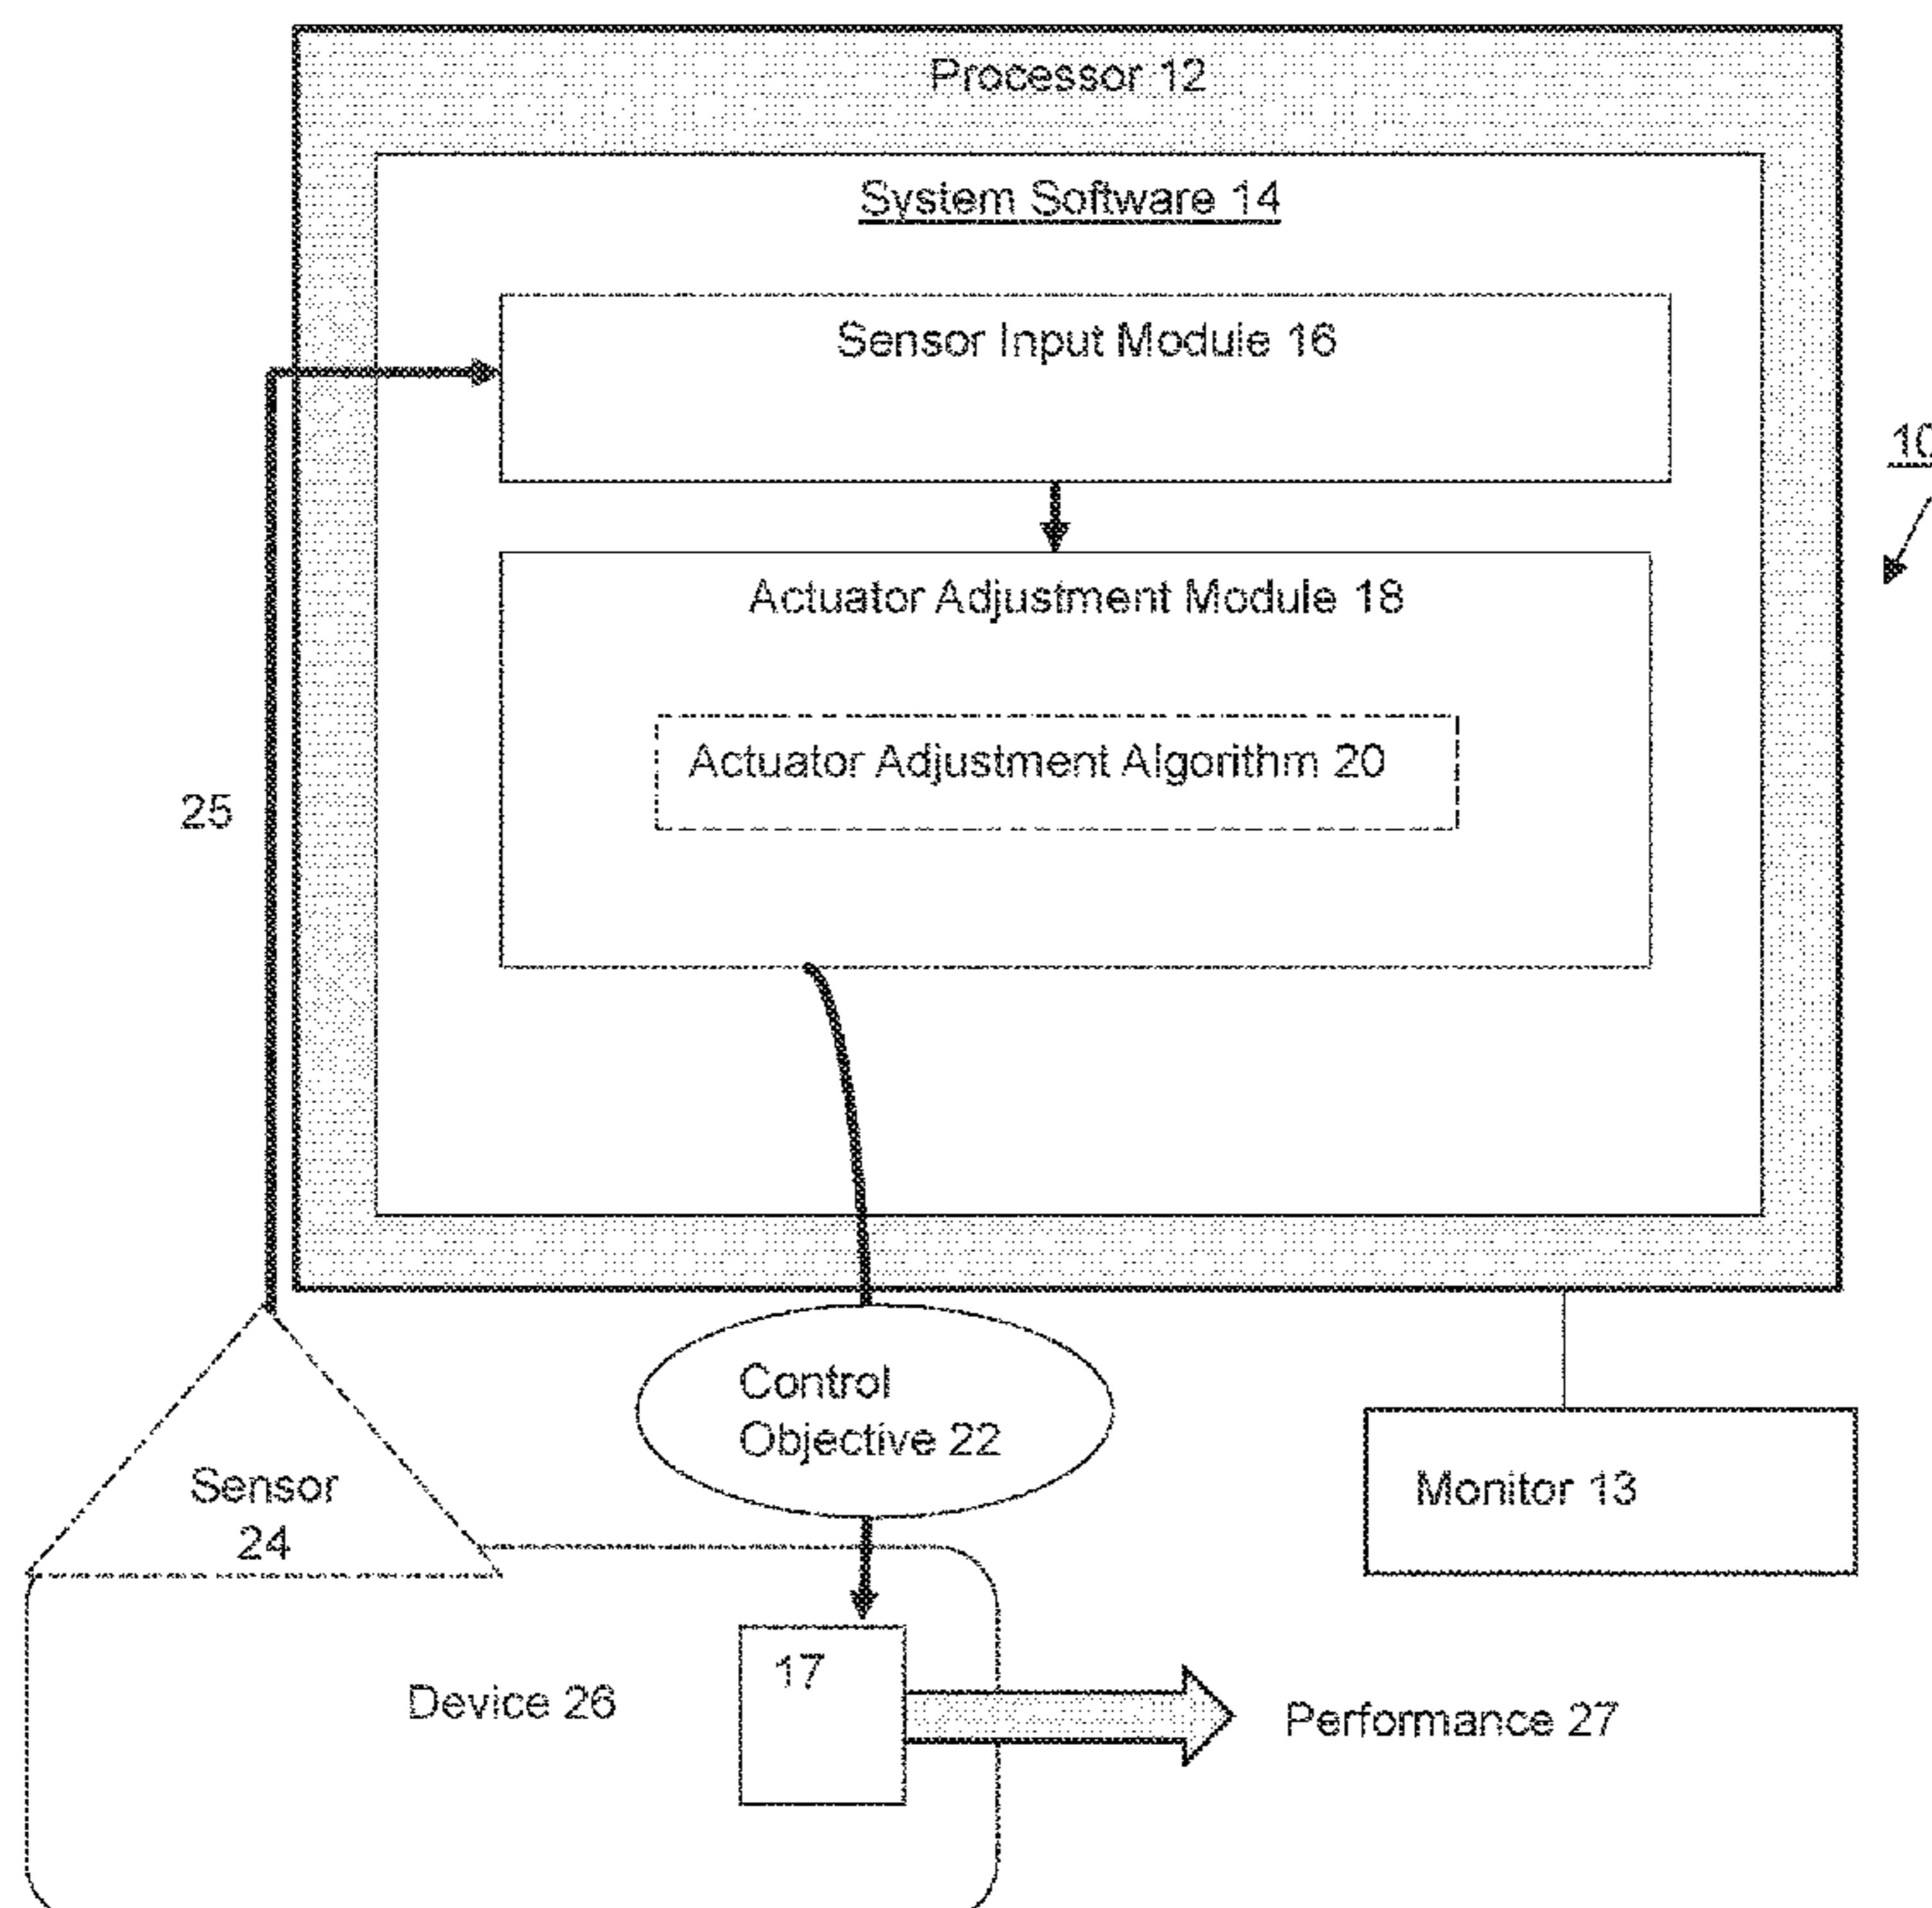 Processor 12
System Software 14
Sensor Input Module 16
10
Actuator Adjustment Module 18
Actuator Adjustment Algorithm 20
25
Control
Objective 22
Sensor
24
Monitor 13
17
Device 26
Performance 27